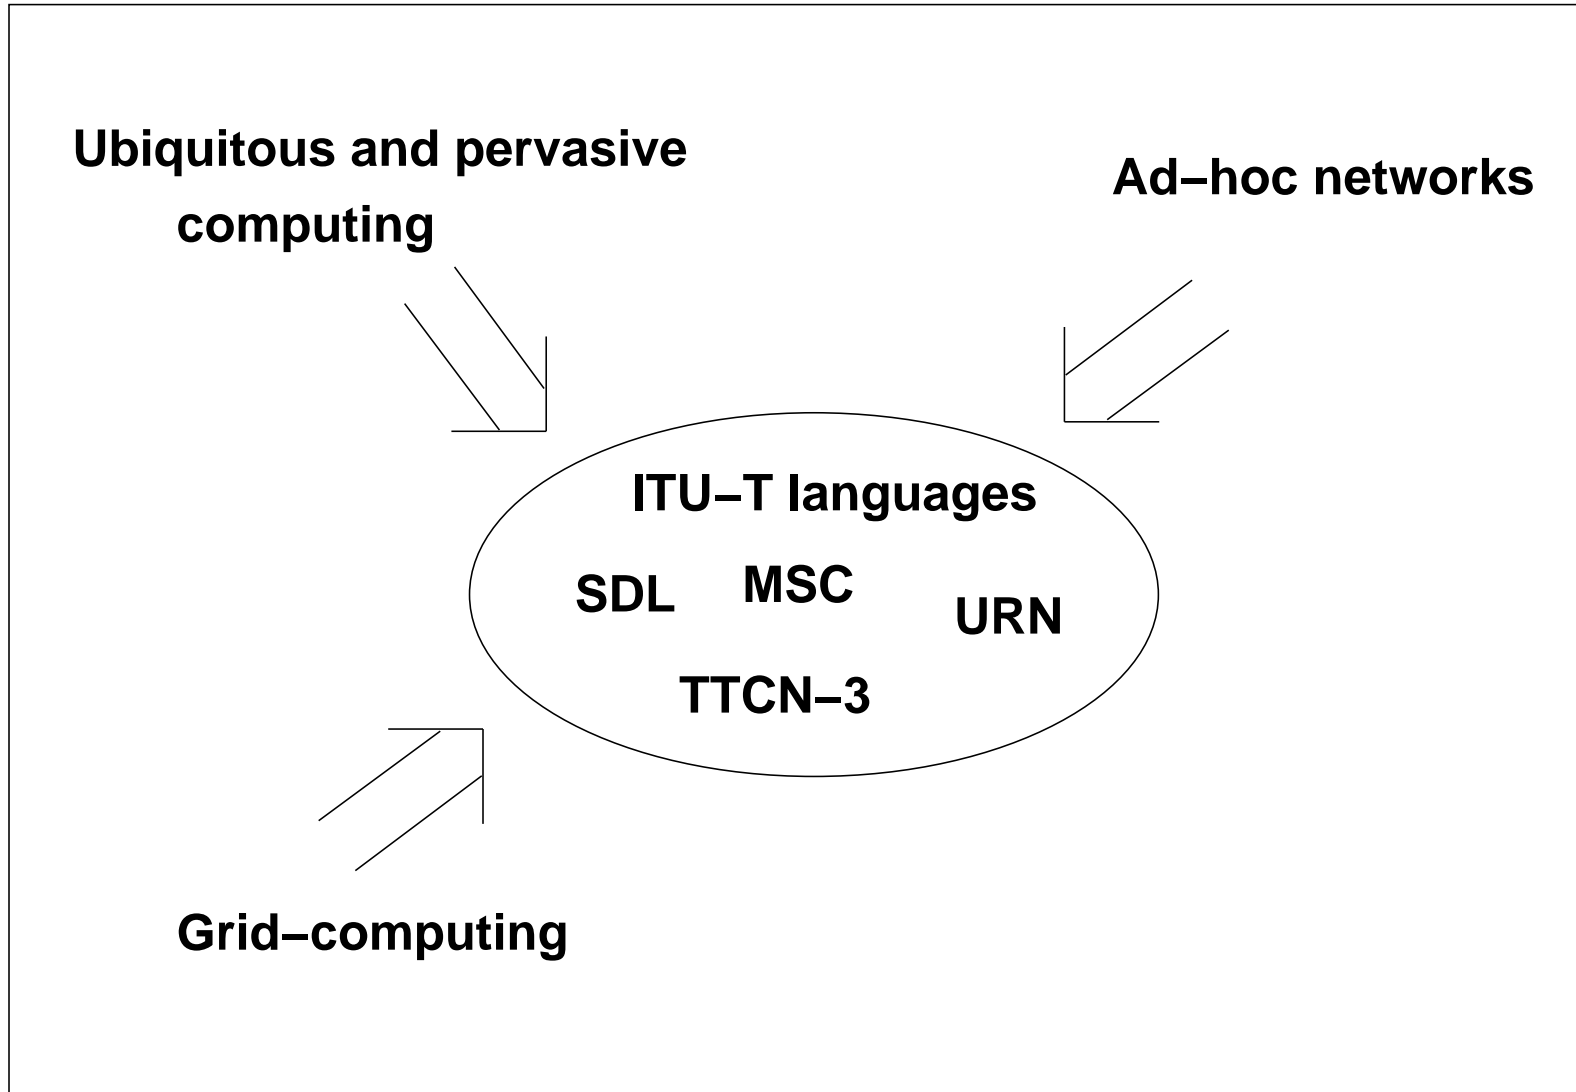 Ubiquitous and pervasive
computing
Ad–hoc networks
ITU–T languages
SDL
MSC
URN
TTCN–3
Grid–computing